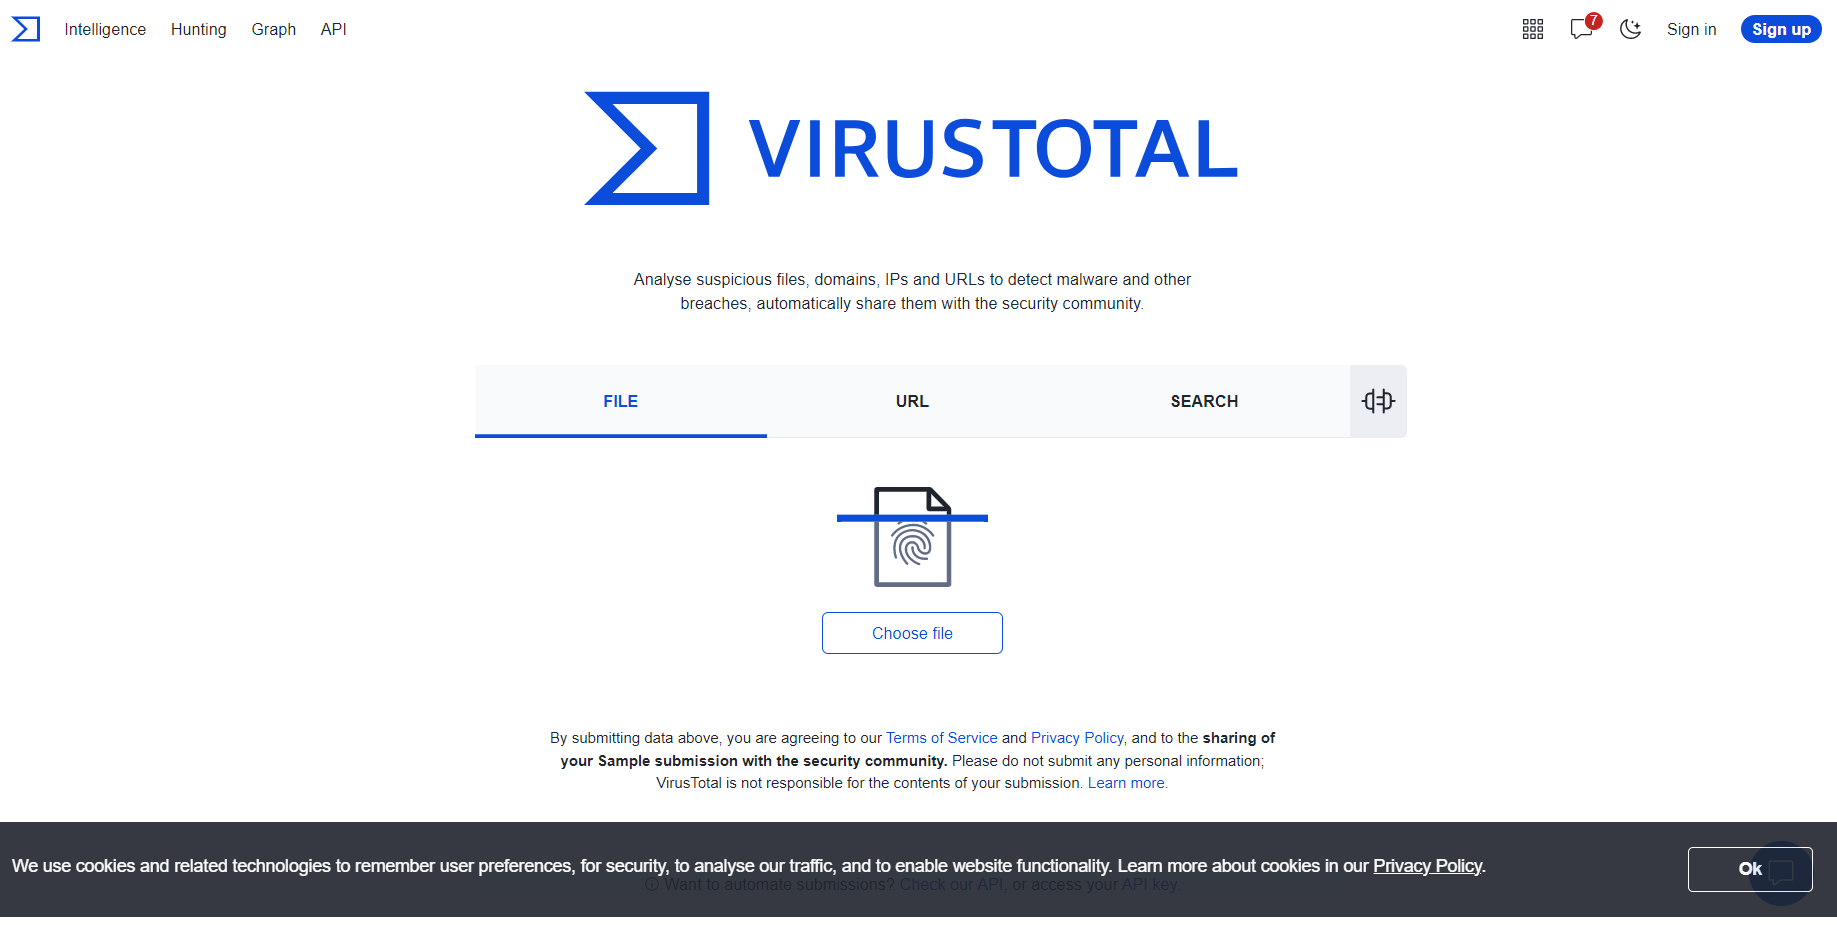 Intelligence Hunting Graph API 7 Sign in Sign up
VIRUSTOTAL
Analyse suspicious files, domains, IPs and URLs to detect malware and other
breaches, automatically share them with the security community.
FILE URL SEARCH
Choose file
By submitting data above, you are agreeing to our Terms of Service and Privacy Policy, and to the sharing of
your Sample submission with the security community. Please do not submit any personal information;
VirusTotal is not responsible for the contents of your submission. Learn more.
We use cookies and related technologies to remember user preferences, for security, to analyse our traffic, and to enable website functionality. Learn more about cookies in our Privacy Policy. Ok
Want to automate submissions? Check our API, or access your API key